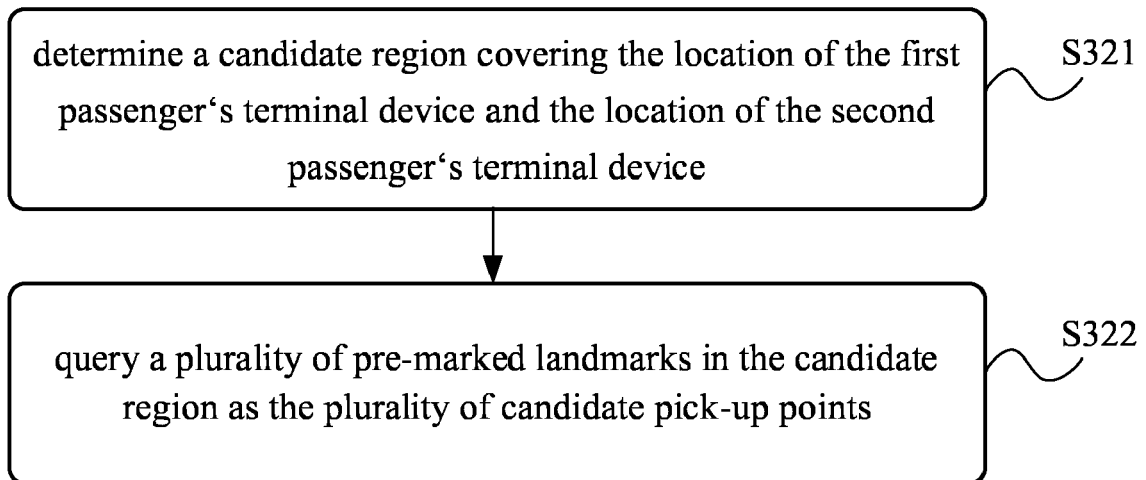 determine a candidate region covering the location of the first
passenger‘s terminal device and the location of the second
passenger‘s terminal device
S321
query a plurality of pre-marked landmarks in the candidate
region as the plurality of candidate pick-up points
S322